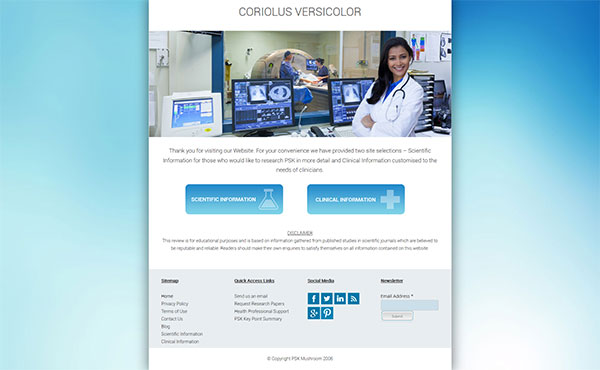 CORIOLUS VERSICOLOR
Thank you for visiting our Website. For your convenience we have provided two site selections – Scientific
Information for those who would like to research PSK in more detail and Clinical Information customised to the
needs of clinicians.
SCIENTIFIC INFORMATION
CLINICAL INFORMATION
DISCLAIMER
This review is for educational purposes and is based on information gathered from published studies in scientific journals which are believed to
be reputable and reliable. Readers should make their own enquiries to satisfy themselves on all information contained on this website.
Sitemap
Home
Privacy Policy
Terms of Use
Contact Us
Blog
Scientific Information
Clinical Information
Quick Access Links
Send us an email
Request Research Papers
Health Professional Support
PSK Key Point Summary
Social Media
Newsletter
Email Address *
Submit
© Copyright PSK Mushroom 2008